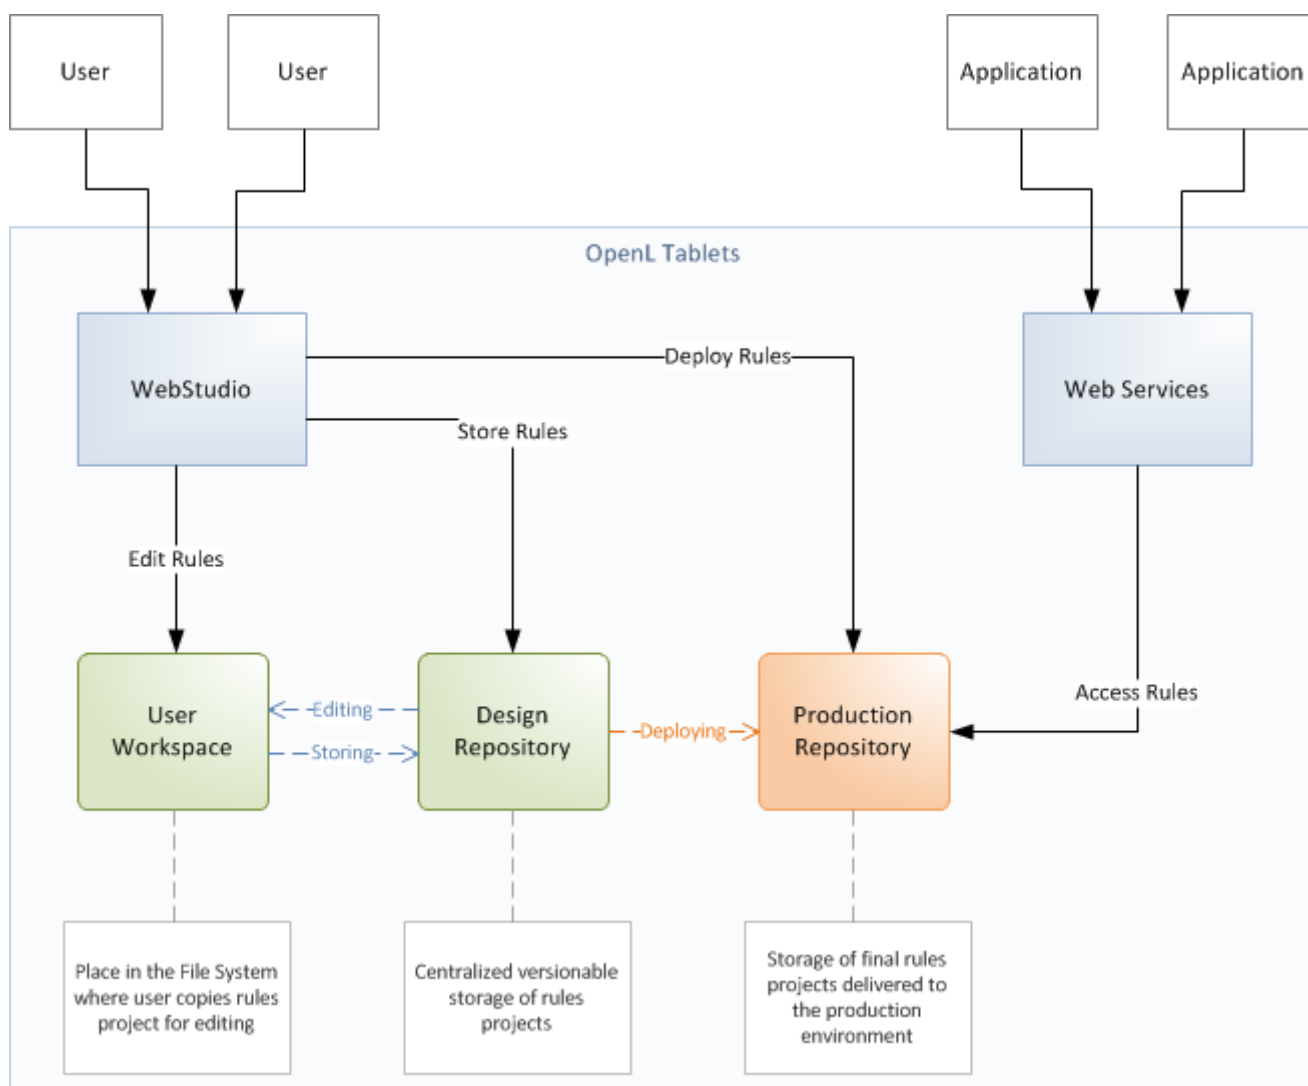 User
User
Application
Application
OpenL Tablets
WebStudio
Deploy Rules
Web Services
Store Rules
Edit Rules
User
Workspace
Editing
Storing
Design
Repository
Deploying
Production
Repository
Access Rules
Place in the File System
where user copies rules
project for editing
Centralized versionable
storage of rules
projects
Storage of final rules
projects delivered to
the production
environment